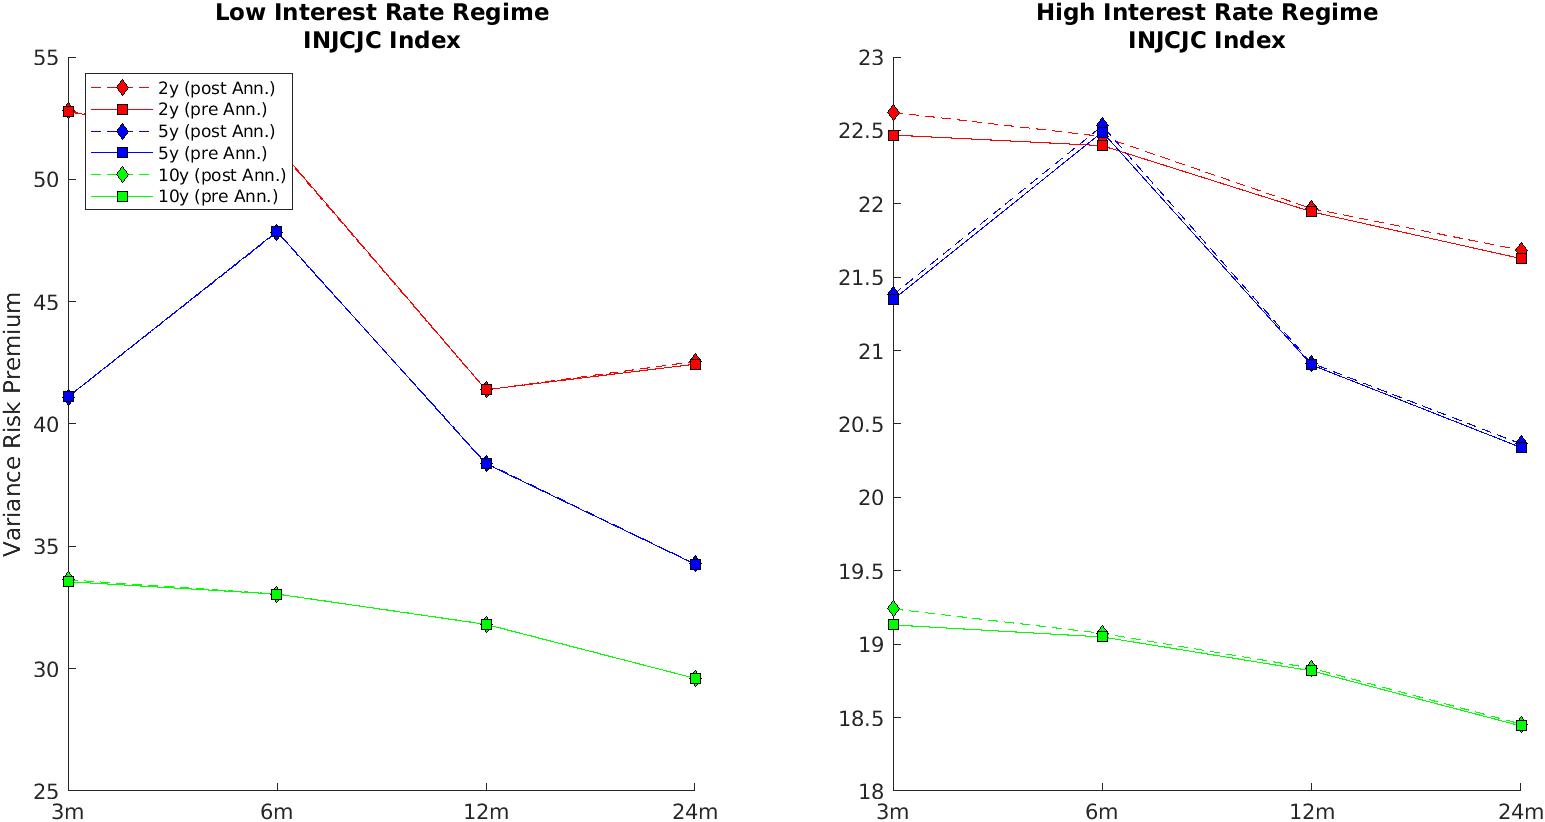 Low Interest Rate Regime
INJCJC Index
Variance Risk Premium
55
50
45
40
35
30
25
3m
6m
12m
24m
2y (post Ann.)
2y (pre Ann.)
5y (post Ann.)
5y (pre Ann.)
10y (post Ann.)
10y (pre Ann.)
High Interest Rate Regime
INJCJC Index
23
22.5
22
21.5
21
20.5
20
19.5
19
18.5
18
3m
6m
12m
24m